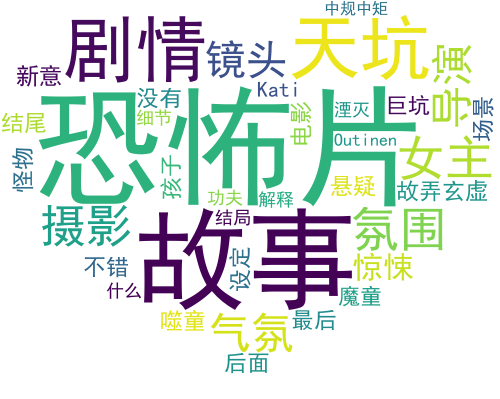 中规中矩
剧情
天坑
镜头
新意
导演
没有
Kati
恐怖片
结尾
细节
电影
湮灭
巨坑
场景
Outinen
怪物
孩子
女主
功夫
解释
悬疑
故弄玄虚
摄影
故事
结局
氛围
不错
设定
惊悚
什么
魔童
噬童
气氛
最后
后面